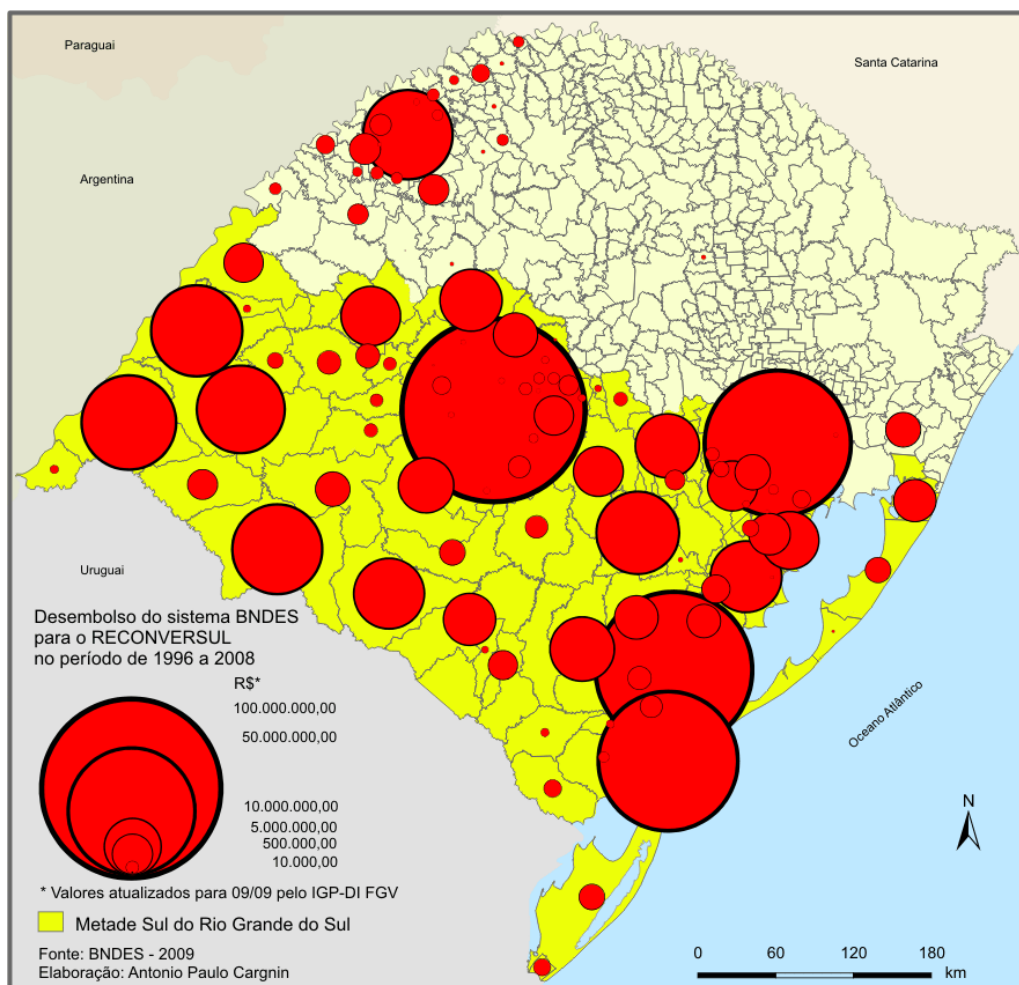 Paraguai
Santa Catarina
Argentina
Uruguai
Oceano Atlântico
Desembolso do sistema BNDES
para o RECONVERSUL
no período de 1996 a 2008
R$*
100.000.000,00
50.000.000,00
10.000.000,00
5.000.000,00
500.000,00
10.000,00
* Valores atualizados para 09/09 pelo IGP-DI FGV
Metade Sul do Rio Grande do Sul
Fonte: BNDES - 2009
Elaboração: Antonio Paulo Cargnin
N
0 60 120 180
km